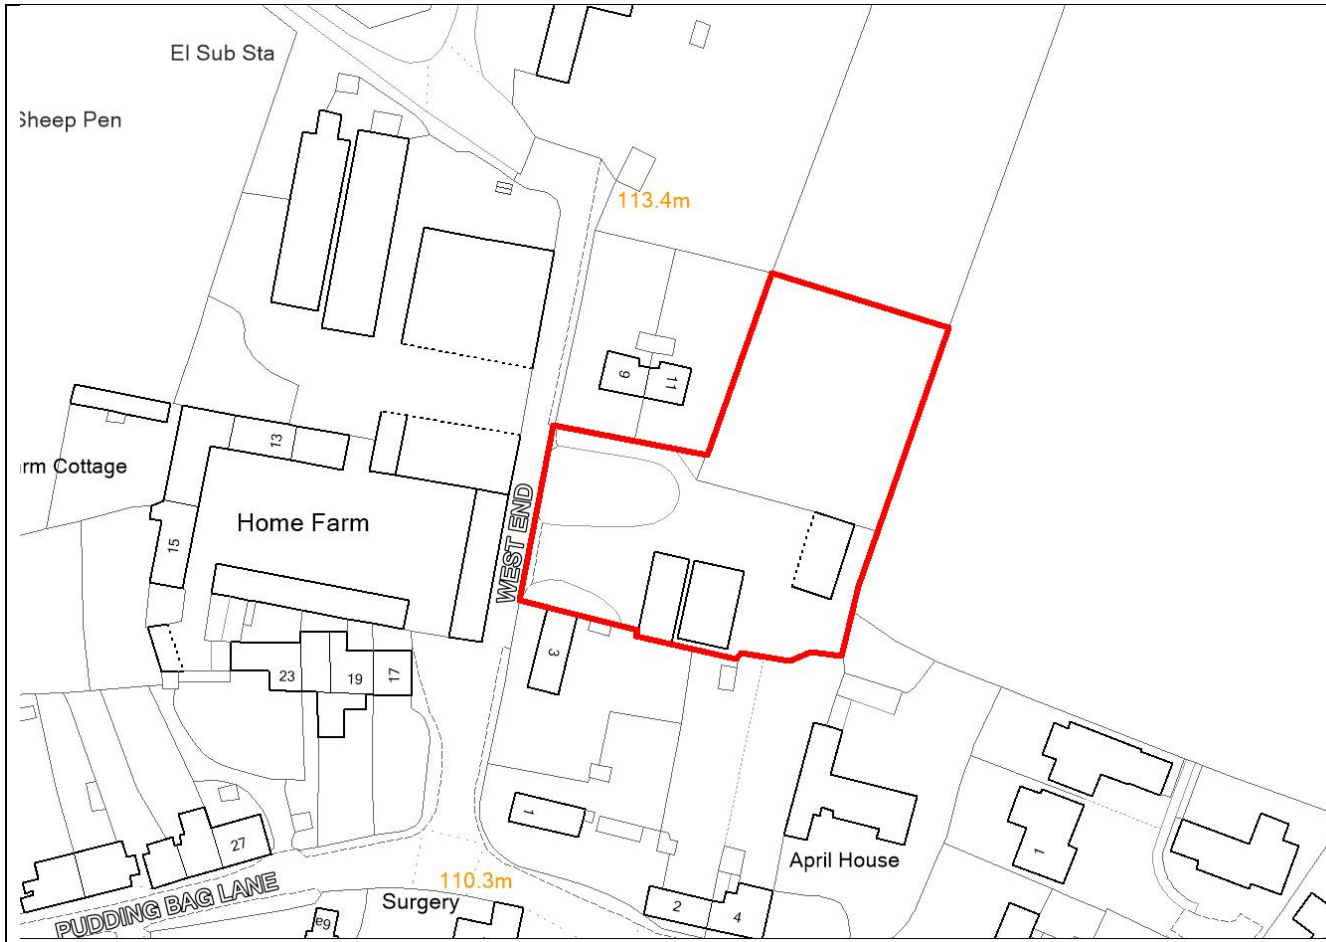 El Sub Sta
Sheep Pen
113.4m
9
11
13
rm Cottage
Home Farm
WEST END
15
3
23
19
17
1
27
April House
1
110.3m
PUDDING BAG LANE
Surgery
2
4
6a